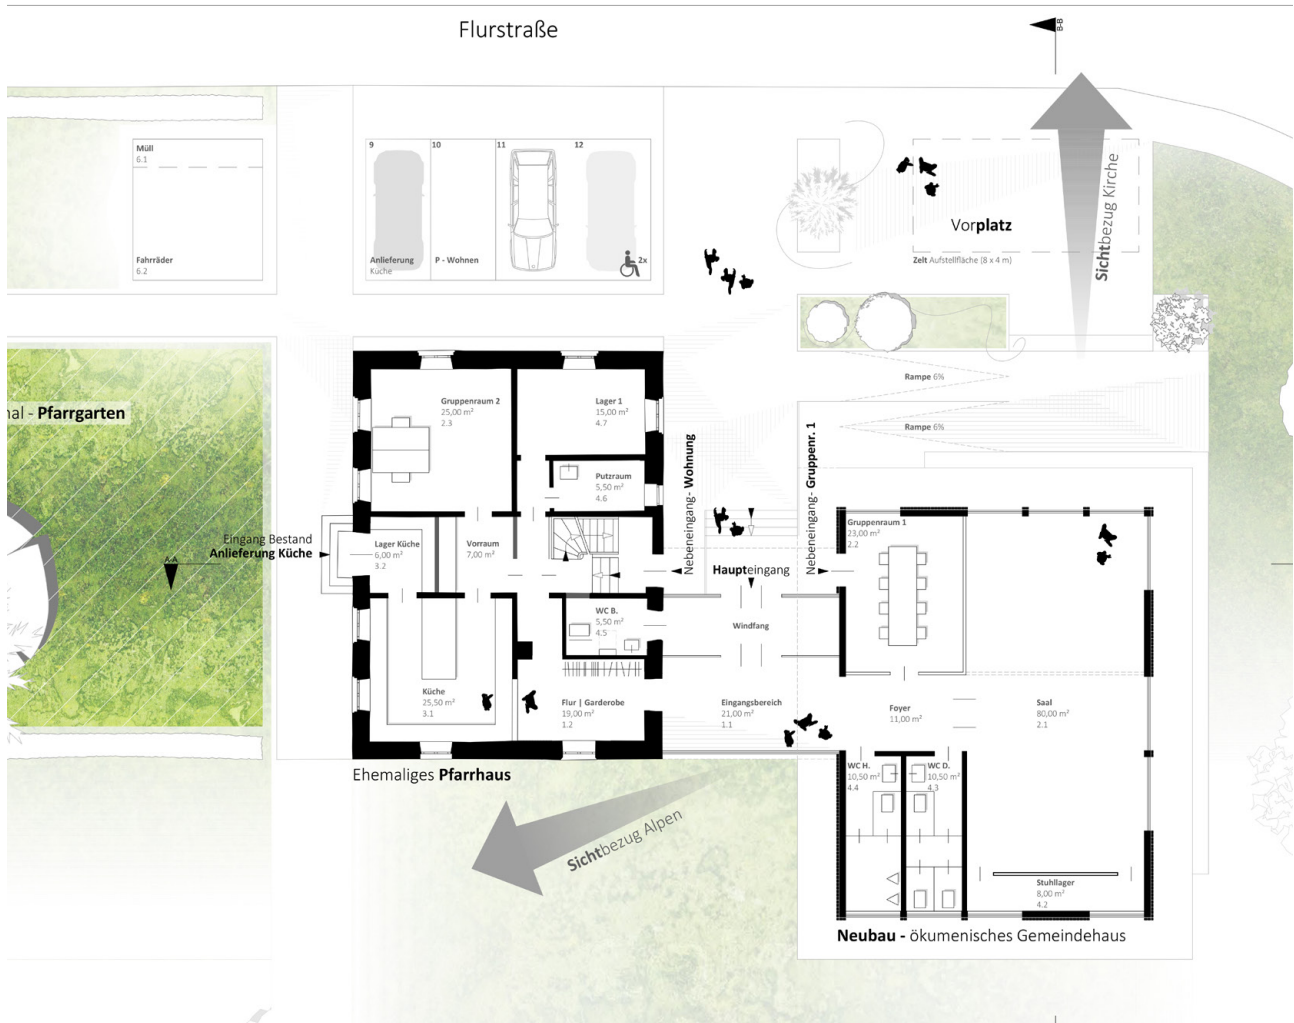 Flurstraße
B-B
Müll
6.1
Fahrräder
6.2
9
10
11
12
Anlieferung
Küche
P - Wohnen
2x
Vorplatz
Zelt Aufstellfläche (8 x 4 m)
Sichtbezug Kirche
Rampe 6%
Rampe 6%
- Pfarrgarten
Gruppenraum 2
25,00 m²
2.3
Lager 1
15,00 m²
4.7
Putzraum
5,50 m²
4.6
Nebeneingang- Wohnung
Nebeneingang- Gruppenr. 1
Eingang Bestand
Anlieferung Küche
A-A
Lager Küche
6,00 m²
3.2
Vorraum
7,00 m²
Haupteingang
Gruppenraum 1
23,00 m²
2.2
WC B.
5,50 m²
4.5
Windfang
Küche
25,50 m²
3.1
Flur | Garderobe
19,00 m²
1.2
Eingangsbereich
21,00 m²
1.1
Foyer
11,00 m²
Saal
80,00 m²
2.1
WC H.
10,50 m²
4.4
WC D.
10,50 m²
4.3
Ehemaliges Pfarrhaus
Sichtbezug Alpen
Stuhllager
8,00 m²
4.2
Neubau - ökumenisches Gemeindehaus